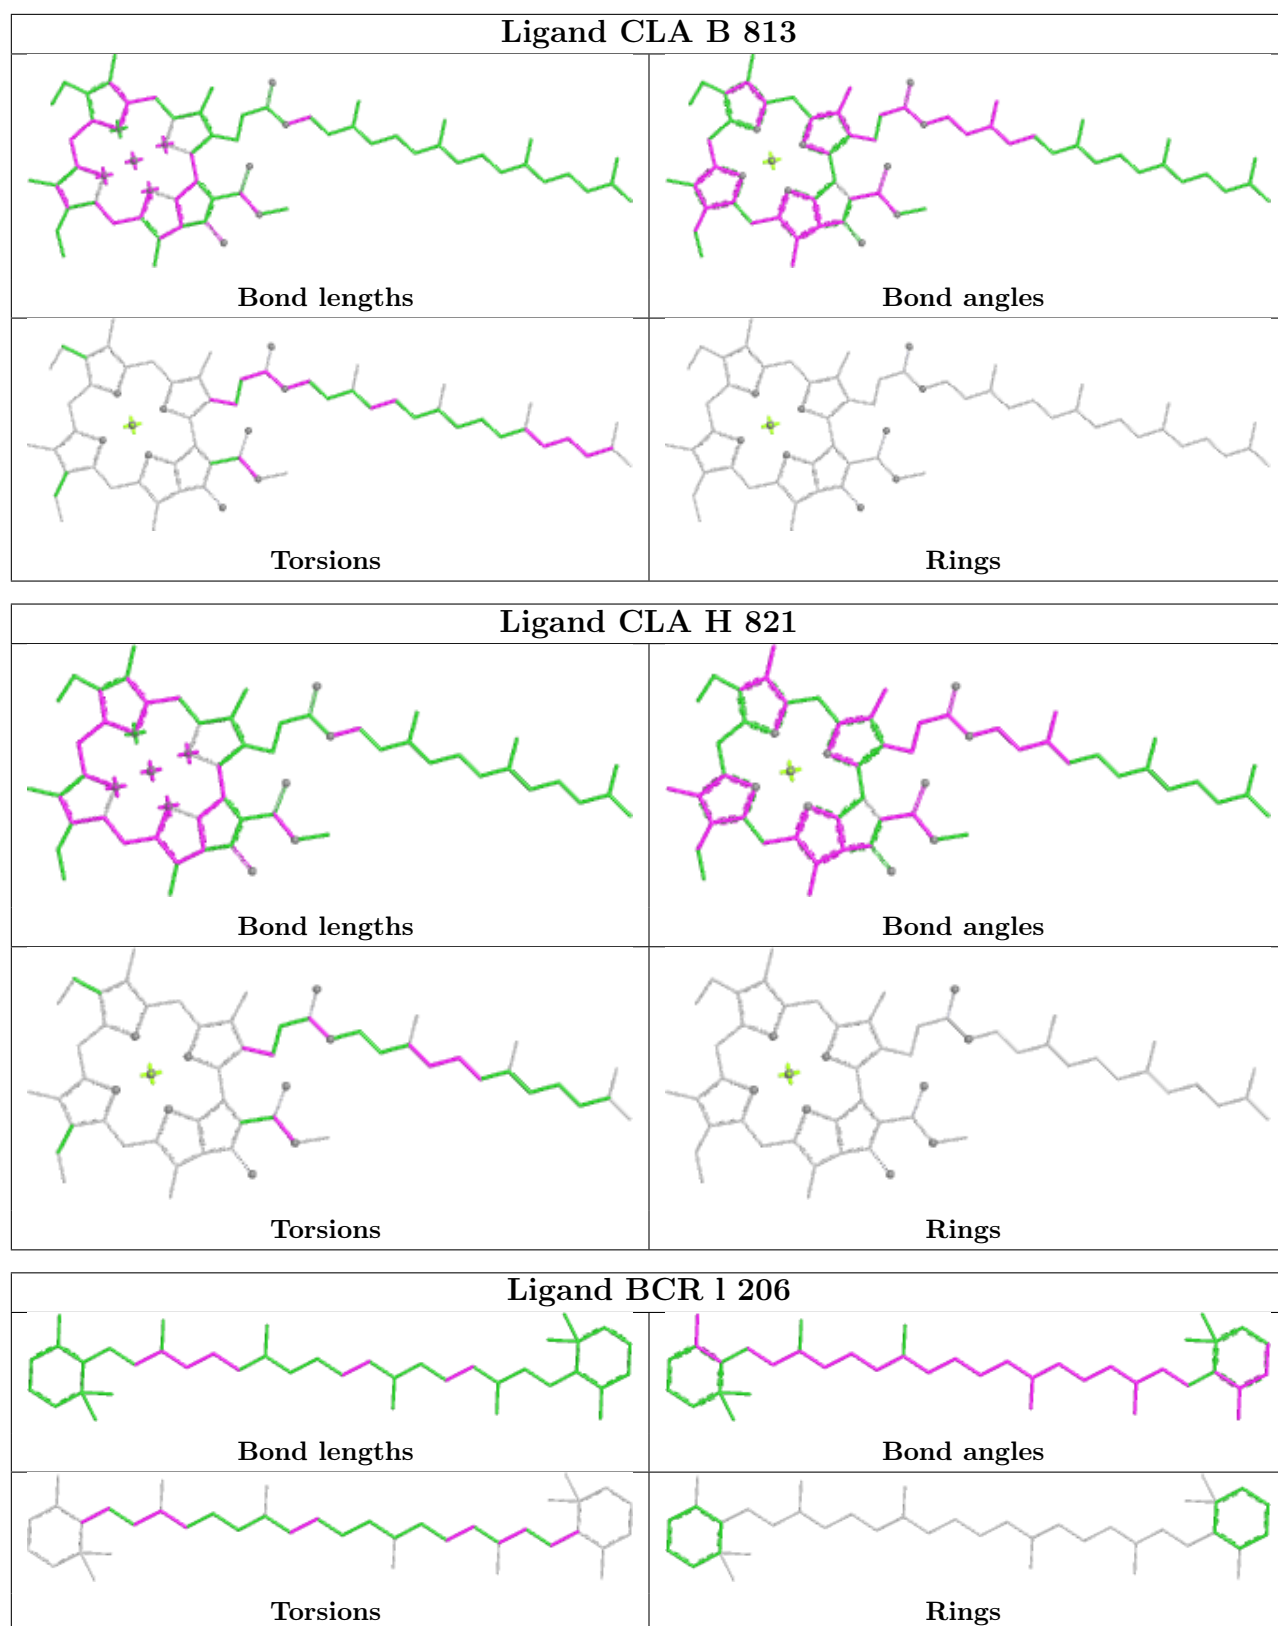 Ligand CLA B 813
Bond lengths
Bond angles
Torsions
Rings
Ligand CLA H 821
Bond lengths
Bond angles
Torsions
Rings
Ligand BCR l 206
Bond lengths
Bond angles
Torsions
Rings